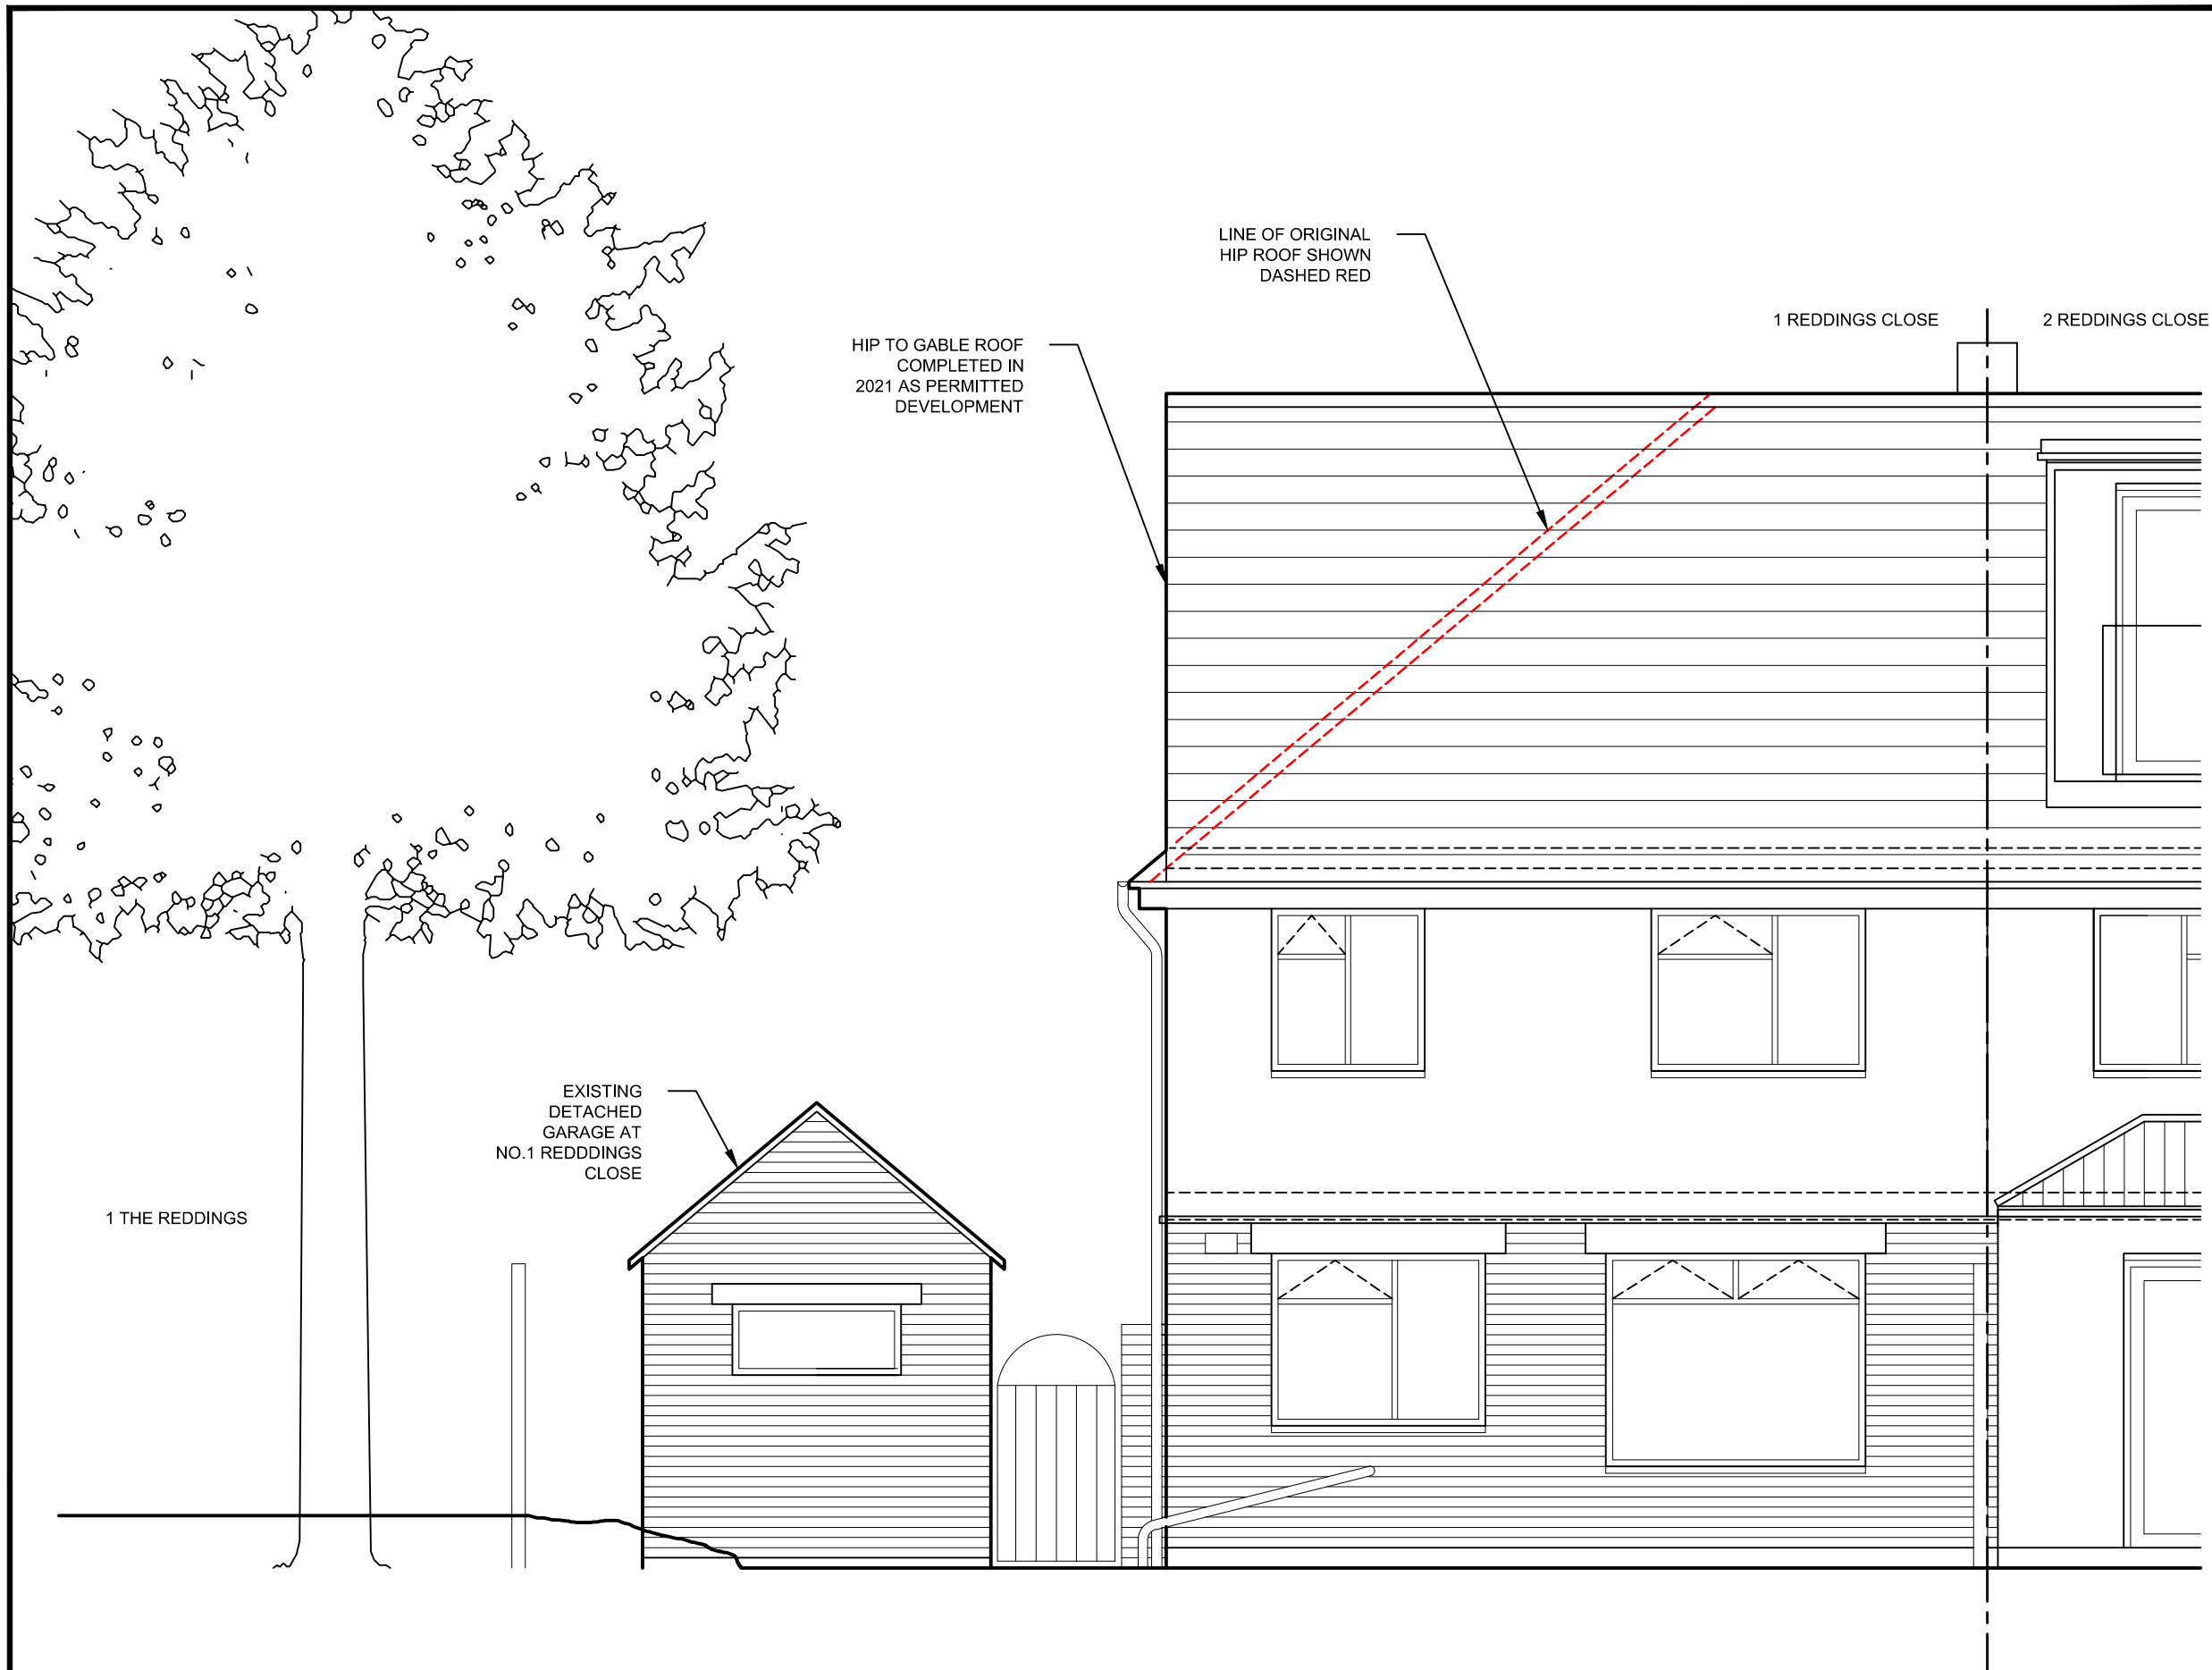 LINE OF ORIGINAL
HIP ROOF SHOWN
DASHED RED
1 REDDINGS CLOSE
2 REDDINGS CLOSE
HIP TO GABLE ROOF
COMPLETED IN
2021 AS PERMITTED
DEVELOPMENT
EXISTING
DETACHED
GARAGE AT
NO.1 REDDDINGS
CLOSE
1 THE REDDINGS